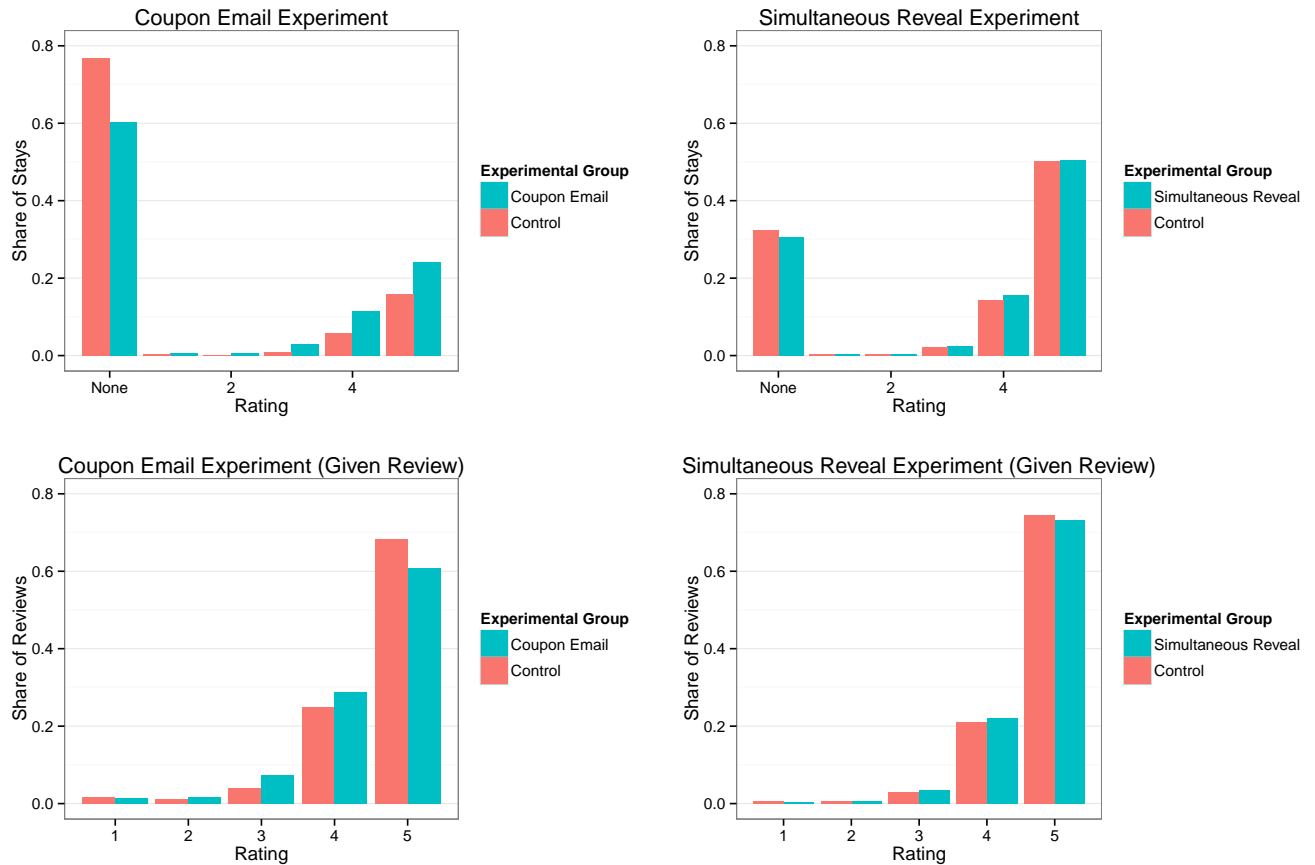 Coupon Email Experiment
0.8
0.6
0.4
0.2
0.0
Share of Stays
None
2
4
Rating
Experimental Group
Coupon Email
Control
Simultaneous Reveal Experiment
0.8
0.6
0.4
0.2
0.0
Share of Stays
None
2
4
Rating
Experimental Group
Simultaneous Reveal
Control
Coupon Email Experiment (Given Review)
0.8
0.6
0.4
0.2
0.0
Share of Reviews
1
2
3
4
5
Rating
Experimental Group
Coupon Email
Control
Simultaneous Reveal Experiment (Given Review)
0.8
0.6
0.4
0.2
0.0
Share of Reviews
1
2
3
4
5
Rating
Experimental Group
Simultaneous Reveal
Control